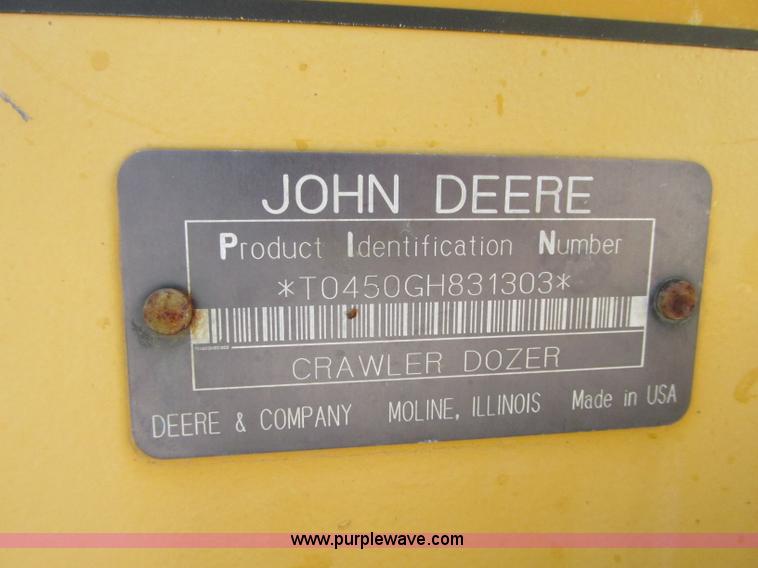 JOHN DEERE
Product Identification Number
*T0450GH831303*
CRAWLER DOZER
DEERE & COMPANY MOLINE, ILLINOIS Made in USA
www.purplewave.com